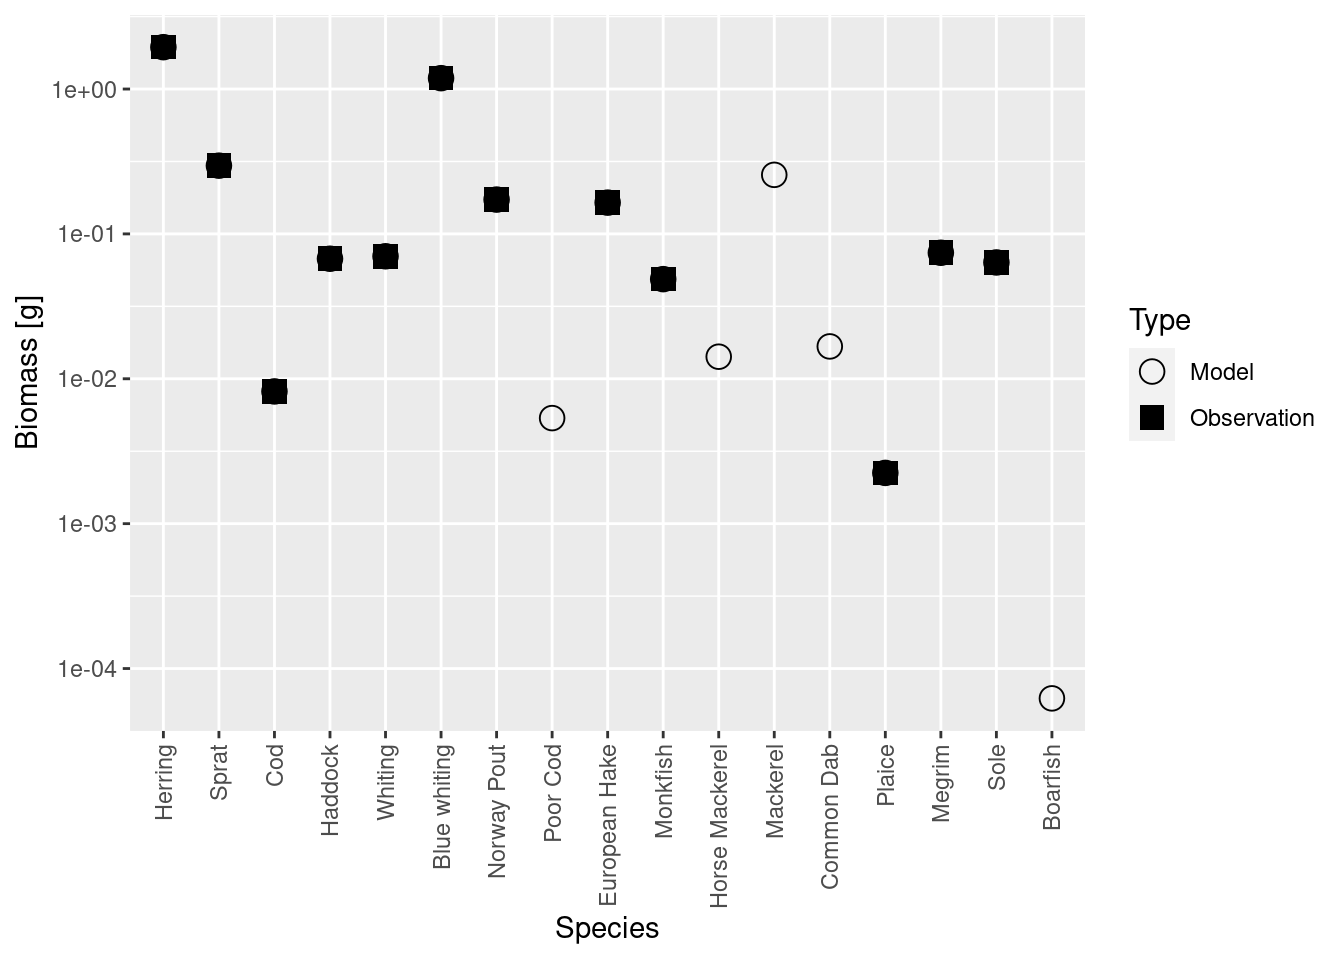 1e+00
1e-01
1e-02
1e-03
1e-04
Biomass [g]
Herring
Sprat
Cod
Haddock
Whiting
Blue whiting
Norway Pout
Poor Cod
European Hake
Monkfish
Horse Mackerel
Mackerel
Common Dab
Plaice
Megrim
Sole
Boarfish
Species
Type
Model
Observation